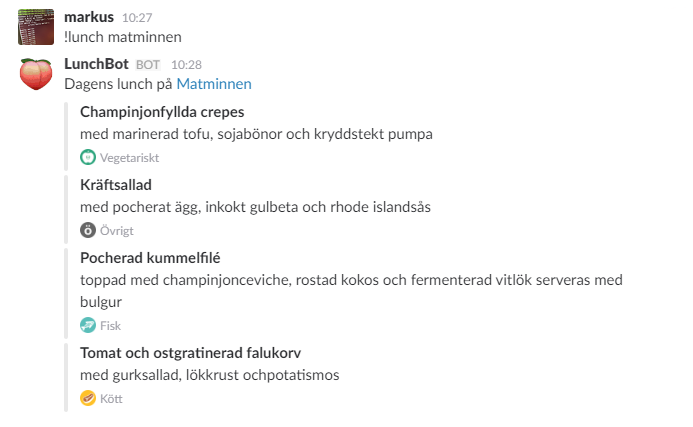 markus 10:27
!lunch matminnen
LunchBot BOT 10:28
Dagens lunch på Matminnen
Champinjonfyllda crepes
med marinerad tofu, sojabönor och kryddstekt pumpa
Vegetariskt
Kräftsallad
med pocherat ägg, inkokt gulbeta och rhode islandsås
Ö Övrigt
Pocherad kummelfilé
toppad med champinjonceviche, rostad kokos och fermenterad vitlök serveras med
bulgur
Fisk
Tomat och ostgratinerad falukorv
med gurksallad, lökkrust ochpotatismos
Kött